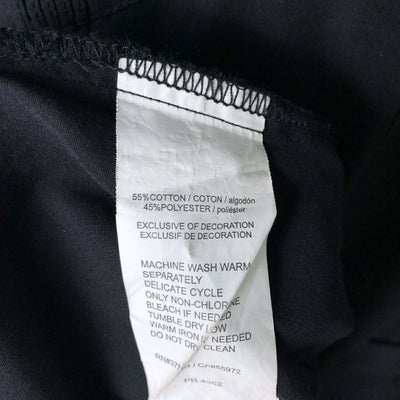 55%COTTON / COTON / algodón
45%POLYESTER / poliéster
EXCLUSIVE OF DECORATION
EXCLUSIF DE DECORATION
MACHINE WASH WARM
SEPARATELY
DELICATE CYCLE
ONLY NON-CHLORINE
BLEACH IF NEEDED
TUMBLE DRY LOW
WARM IRON IF NEEDED
DO NOT DRY CLEAN